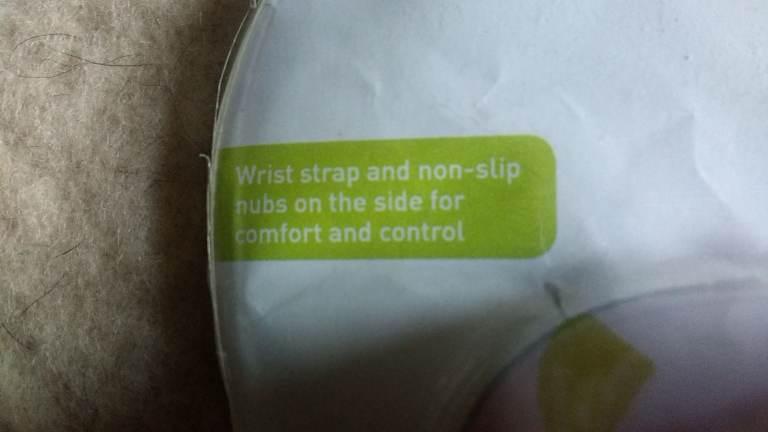 Wrist strap and non-slip
nubs on the side for
comfort and control